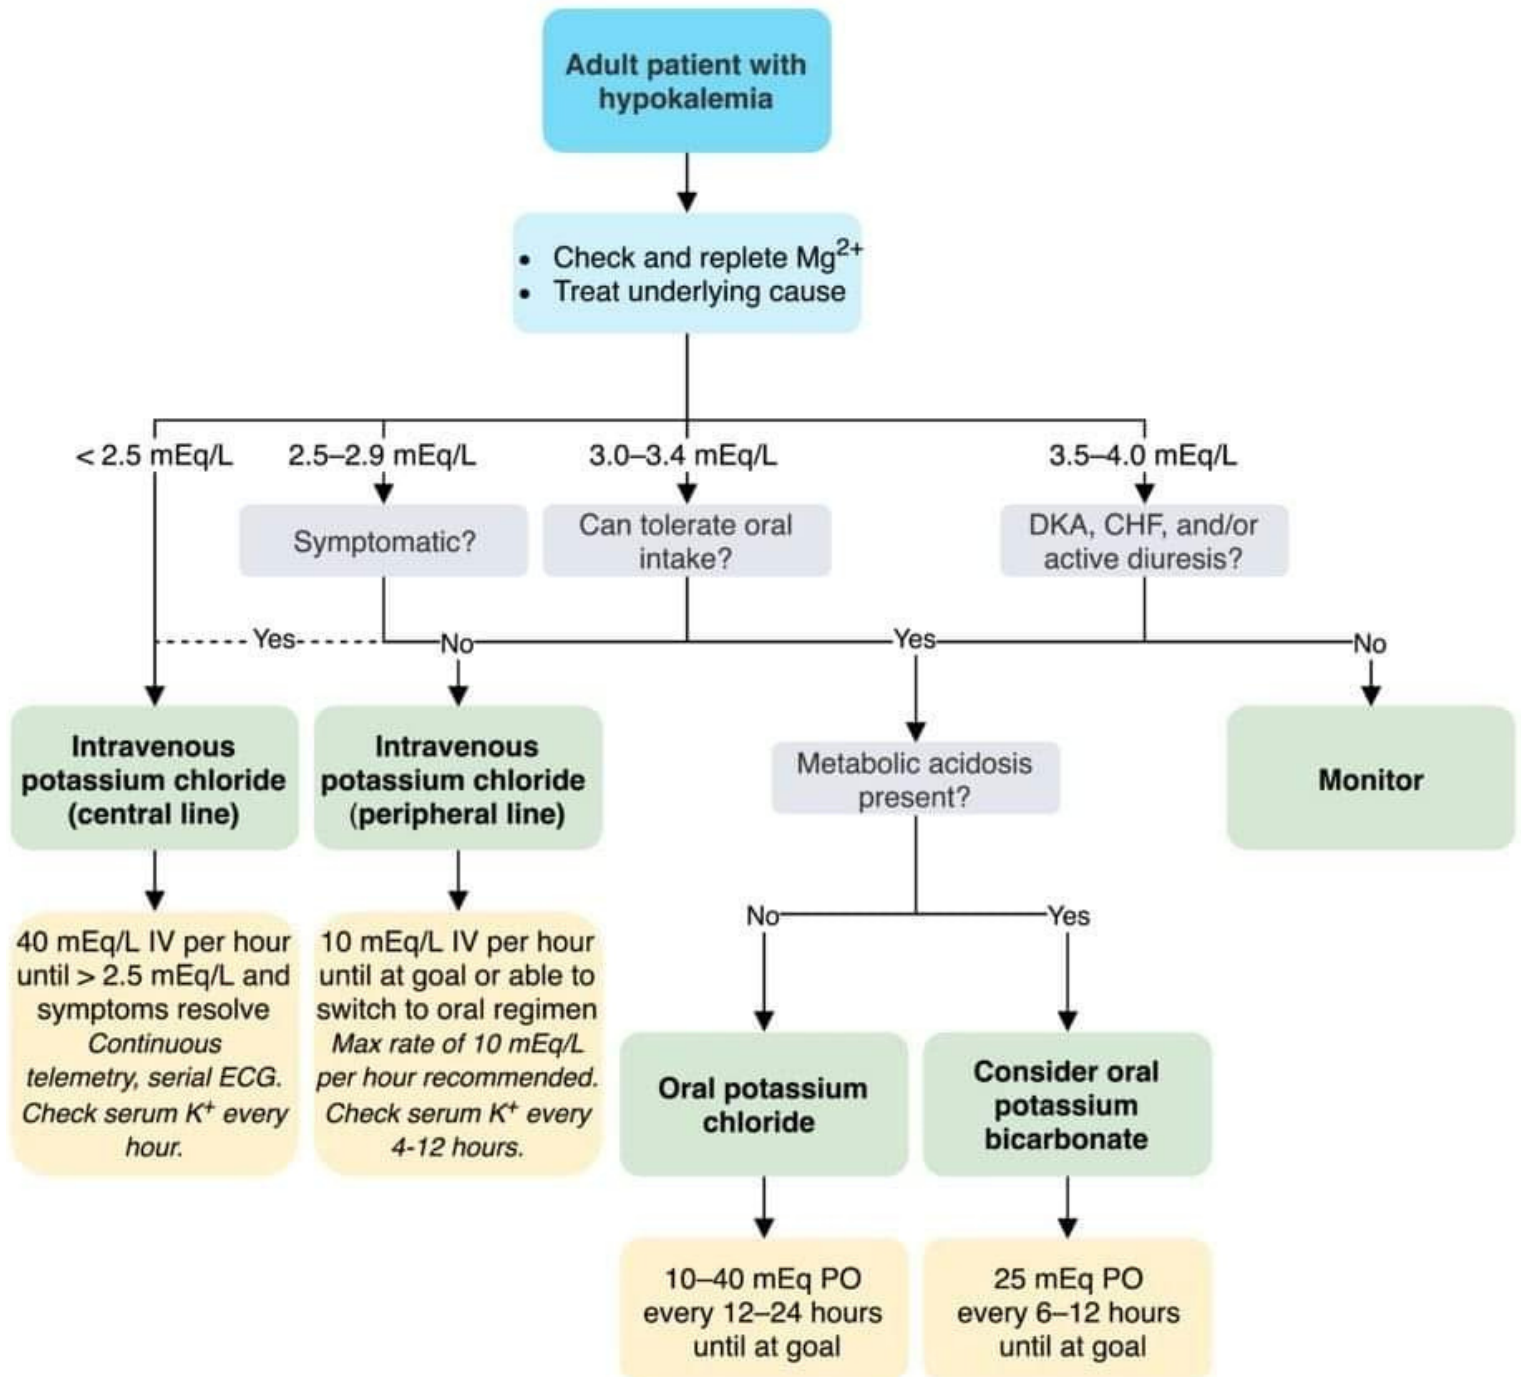 Adult patient with
hypokalemia
• Check and replete Mg2+
• Treat underlying cause
< 2.5 mEq/L
2.5–2.9 mEq/L
3.0–3.4 mEq/L
3.5–4.0 mEq/L
Symptomatic?
Can tolerate oral
intake?
DKA, CHF, and/or
active diuresis?
Yes
No
Yes
No
Intravenous
potassium chloride
(central line)
Intravenous
potassium chloride
(peripheral line)
Metabolic acidosis
present?
Monitor
No
Yes
40 mEq/L IV per hour
until > 2.5 mEq/L and
symptoms resolve
Continuous
telemetry, serial ECG.
Check serum K+ every
hour.
10 mEq/L IV per hour
until at goal or able to
switch to oral regimen
Max rate of 10 mEq/L
per hour recommended.
Check serum K+ every
4-12 hours.
Oral potassium
chloride
Consider oral
potassium
bicarbonate
10–40 mEq PO
every 12–24 hours
until at goal
25 mEq PO
every 6–12 hours
until at goal